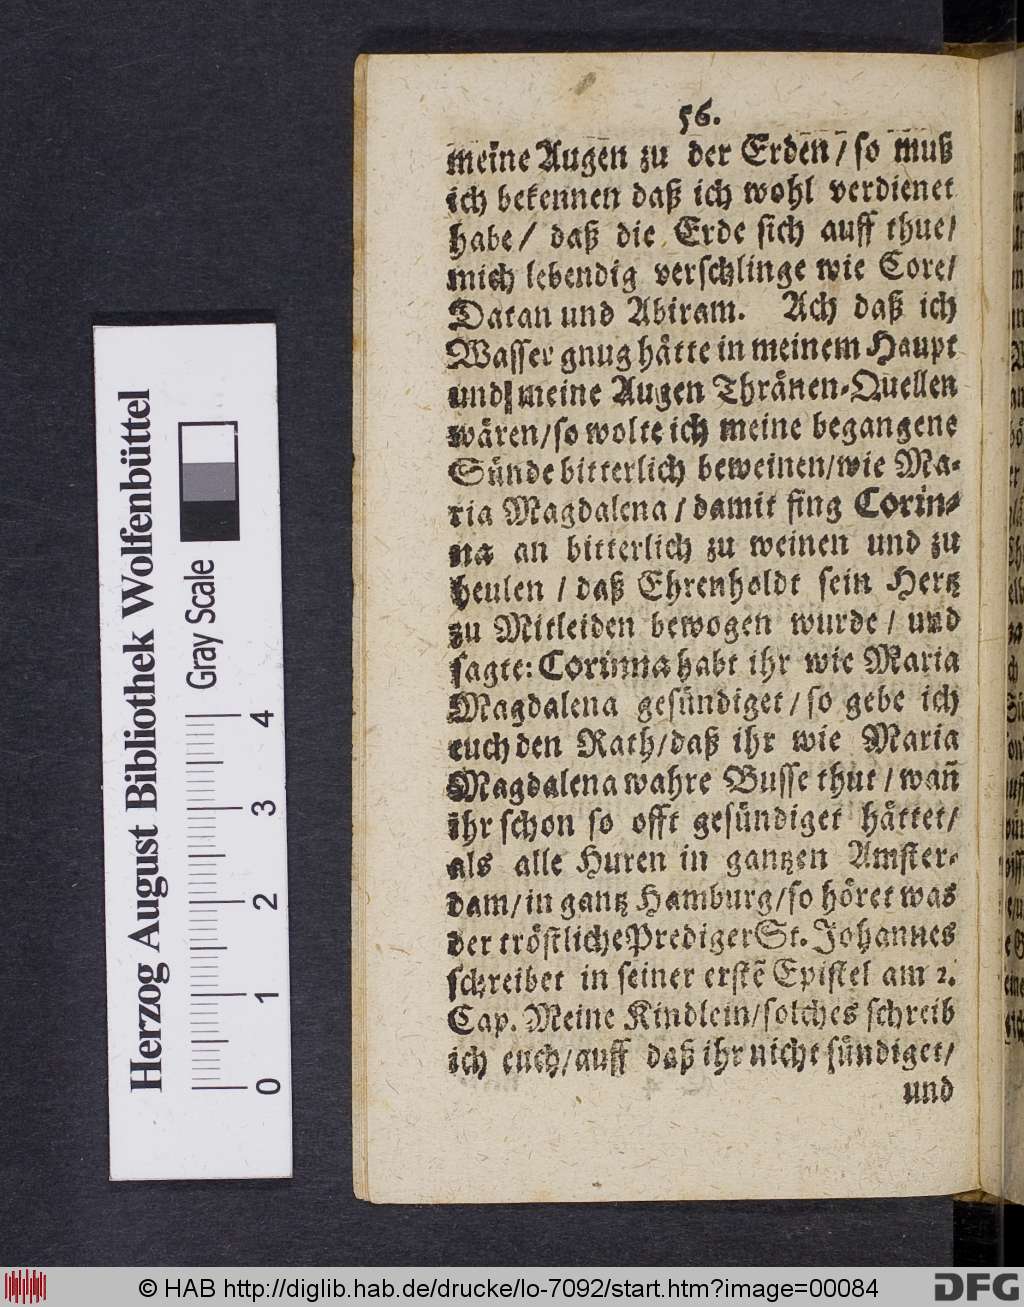 56.
meine Augen zu der Erden / so muß
ich bekennen daß ich wohl verdienet
habe / daß die Erde sich auff thue/
mich lebendig verschlinge wie Core/
Datan und Abiram. Ach daß ich
Wasser gnug hätte in meinem Haupt
und meine Augen Thränen-Quellen
wären/so wolte ich meine begangene
Sünde bitterlich beweinen/wie Ma-
ria Magdalena / damit fing Corin-
na an bitterlich zu weinen und zu
heulen / daß Ehrenholdt sein Hertz
zu Mitleiden bewogen wurde / und
sagte: Corinna habt ihr wie Maria
Magdalena gesündiget / so gebe ich
euch den Rath/daß ihr wie Maria
Magdalena wahre Busse thut / wañ
ihr schon so offt gesündiget hättet/
als alle Huren in gantzen Amster-
dam/in gantz Hamburg/so höret was
der tröstliche Prediger St. Johannes
schreibet in seiner erstẽ Epistel am 2.
Cap. Meine Kindlein/solches schreib
ich euch/auff daß ihr nicht sündiget/
und
Herzog August Bibliothek Wolfenbüttel
Gray Scale
0 1 2 3 4
© HAB http://diglib.hab.de/drucke/lo-7092/start.htm?image=00084
DFG